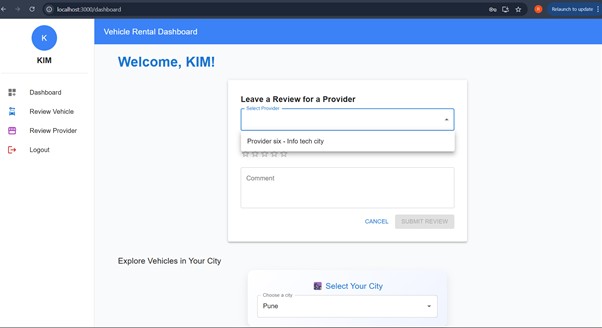 localhost:3000/dashboard
Relaunch to update
K
KIM
Dashboard
Review Vehicle
Review Provider
Logout
Vehicle Rental Dashboard
Welcome, KIM!
Leave a Review for a Provider
Select Provider
Provider six - Info tech city
Comment
CANCEL
SUBMIT REVIEW
Explore Vehicles in Your City
Select Your City
Choose a city
Pune